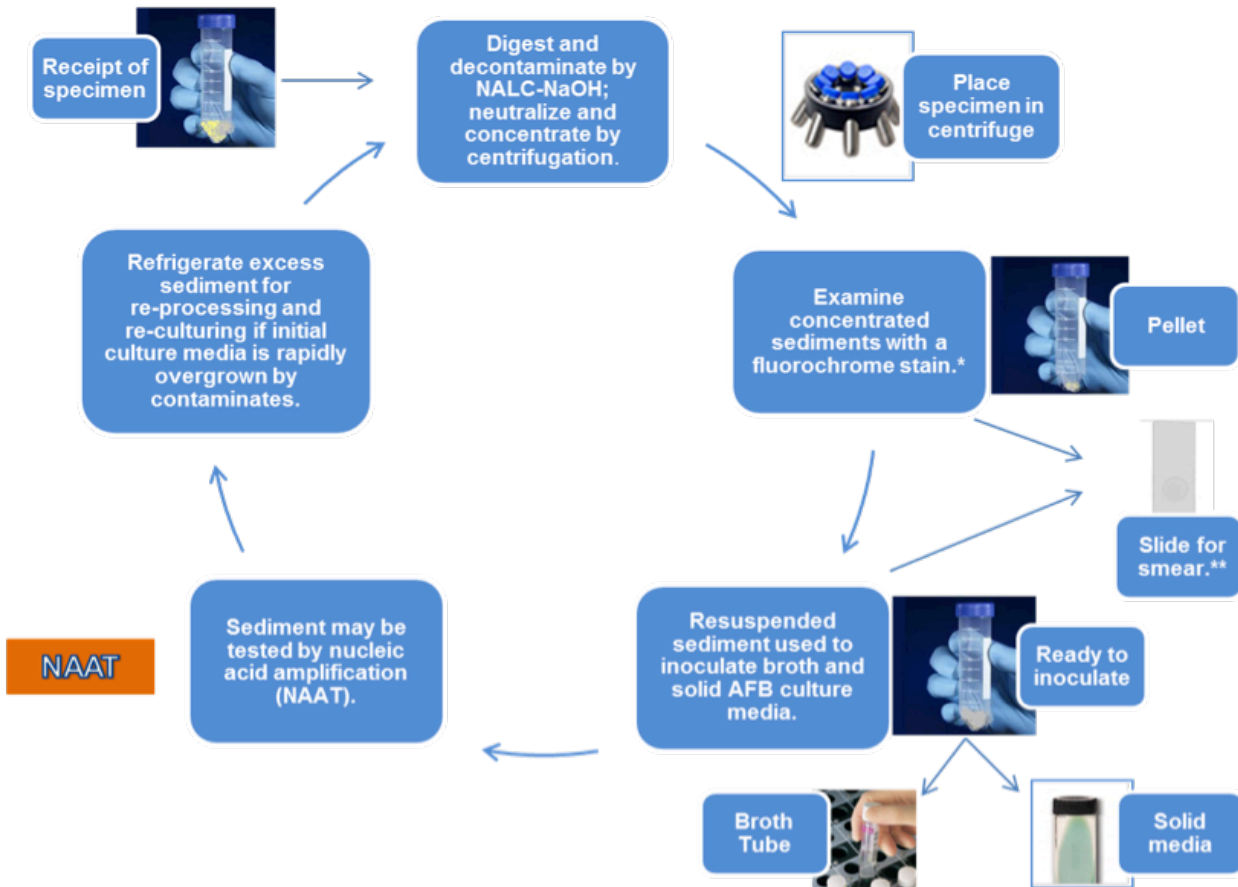 Receipt of
specimen
Digest and
decontaminate by
NALC-NaOH;
neutralize and
concentrate by
centrifugation.
Place
specimen in
centrifuge
Refrigerate excess
sediment for
re-processing and
re-culturing if initial
culture media is rapidly
overgrown by
contaminates.
Examine
concentrated
sediments with a
fluorochrome stain.*
Pellet
Slide for
smear.**
NAAT
Sediment may be
tested by nucleic
acid amplification
(NAAT).
Resuspended
sediment used to
inoculate broth and
solid AFB culture
media.
Ready to
inoculate
Broth
Tube
Solid
media